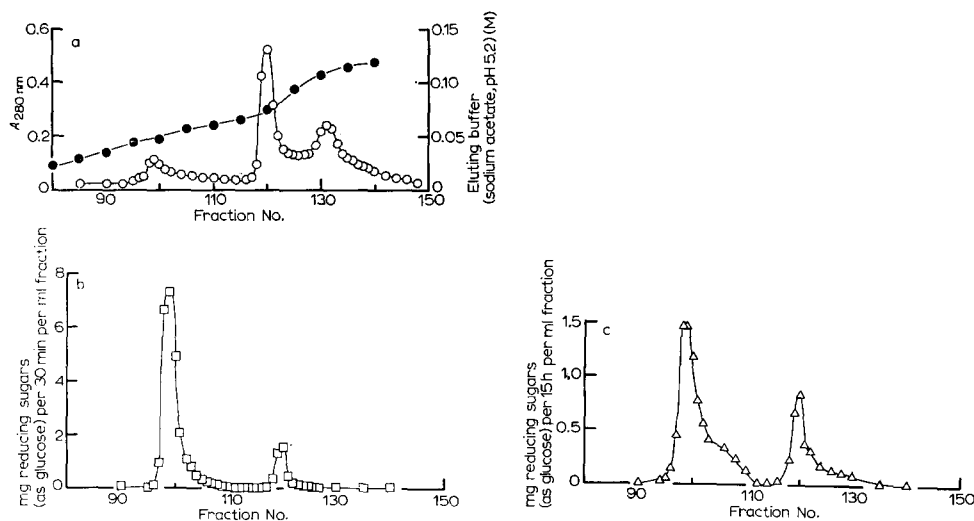 a
0.6
0.4
0.2
0
A280 nm
90
110
130
150
Fraction No.
0.15
0.10
0.05
0
Eluting buffer
(sodium acetate, pH 5.2) (M)
b
8
6
4
2
0
mg reducing sugars
(as glucose) per 30 min per ml fraction
90
110
130
150
Fraction No.
c
1.5
1.0
0.5
0
mg reducing sugars
(as glucose) per 15 h per ml fraction
90
110
130
150
Fraction No.